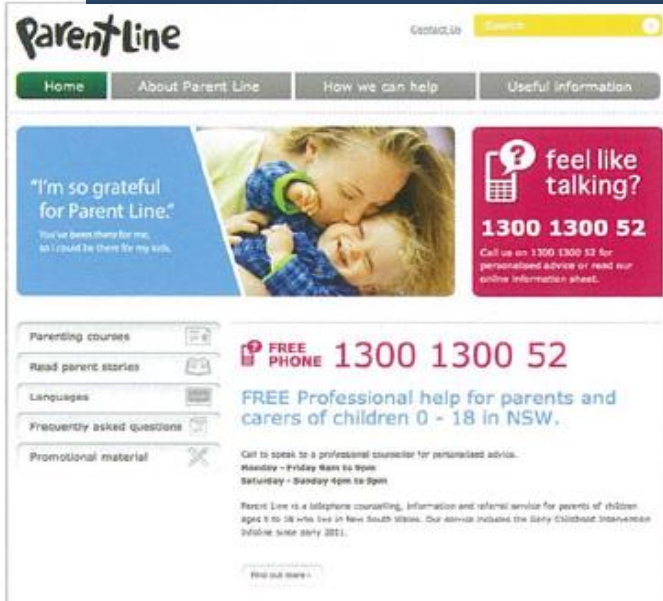 Parent Line
Contact Us
Search
Home
About Parent Line
How we can help
Useful information
"I'm so grateful
for Parent Line."
You've been there for me,
so I could be there for my kids.
feel like
talking?
1300 1300 52
Call us on 1300 1300 52 for
personalised advice or read our
online information sheet.
Parenting courses
Read parent stories
Languages
Frequently asked questions
Promotional material
FREE
PHONE 1300 1300 52
FREE Professional help for parents and
carers of children 0 - 18 in NSW.
Call to speak to a professional counsellor for personalised advice.
Monday - Friday 9am to 9pm
Saturday - Sunday 4pm to 9pm
Parent Line is a telephone counselling, information and referral service for parents of children
ages 0 to 18 who live in New South Wales. Our service includes the Early Childhood Intervention
Infoline since early 2011.
Find out more ›